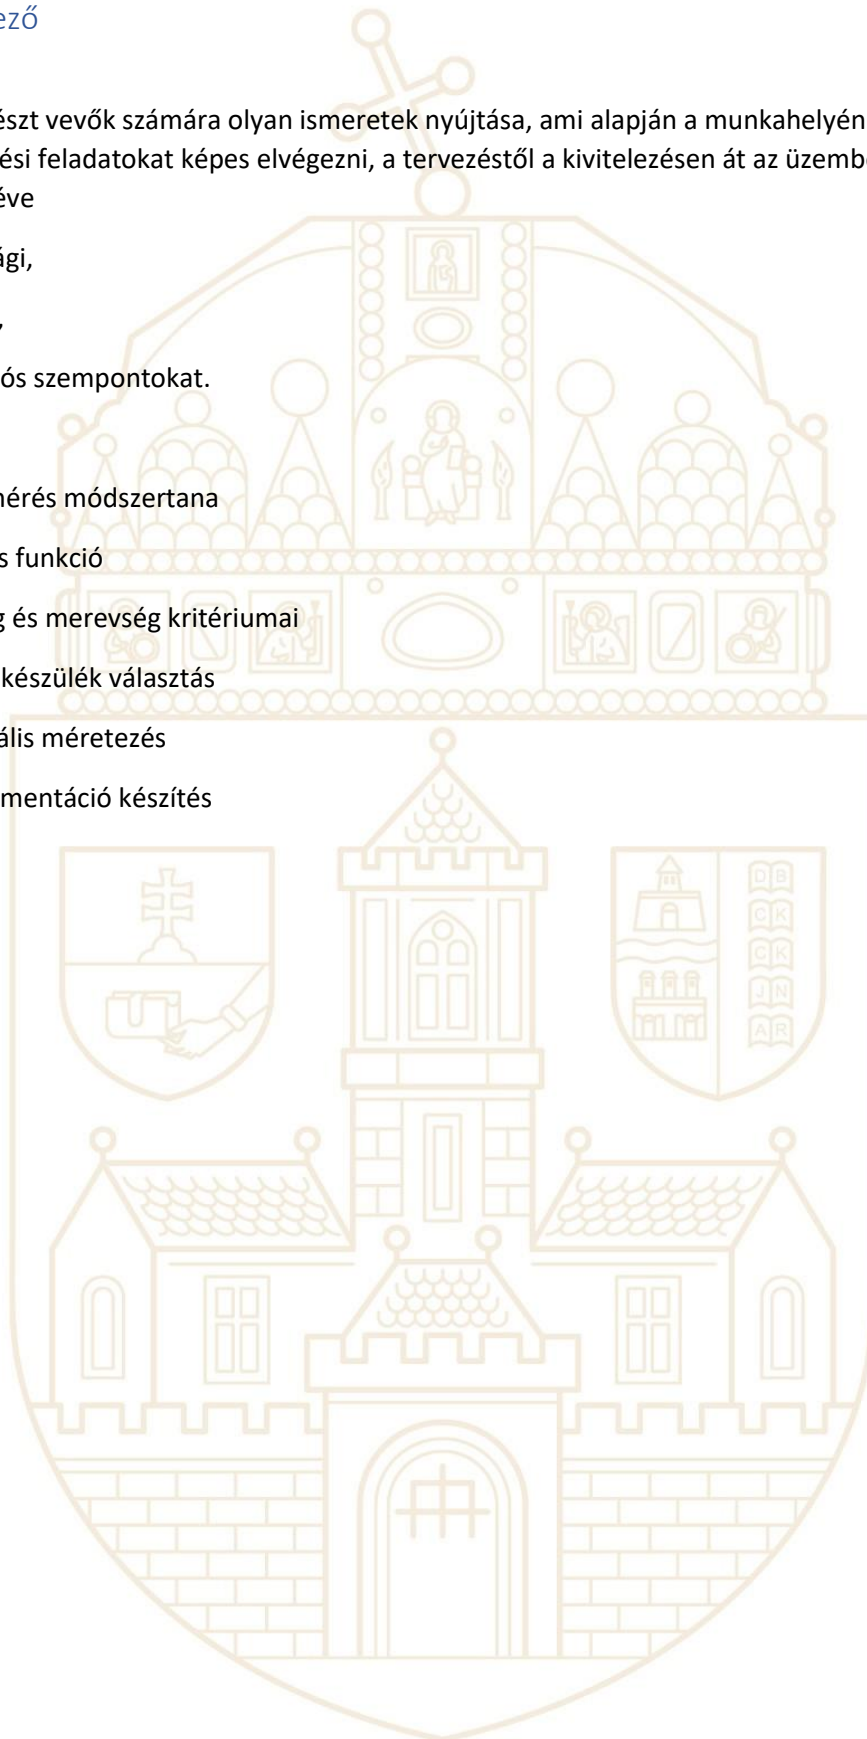 ező
észt vevők számára olyan ismeretek nyújtása, ami alapján a munkahelyén
ési feladatokat képes elvégezni, a tervezéstől a kivitelezésen át az üzemb
éve
ági,
,
ós szempontokat.
mérés módszertana
s funkció
g és merevség kritériumai
készülék választás
ális méretezés
mentáció készítés
DB
CK
CK
JN
AR